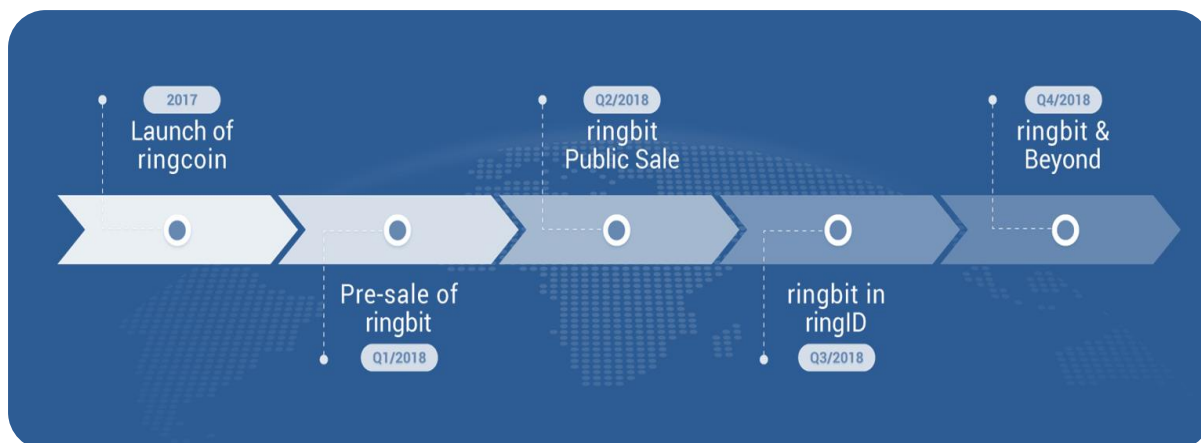 2017
Launch of
ringcoin
Pre-sale of
ringbit
Q1/2018
Q2/2018
ringbit
Public Sale
ringbit in
ringID
Q3/2018
Q4/2018
ringbit &
Beyond